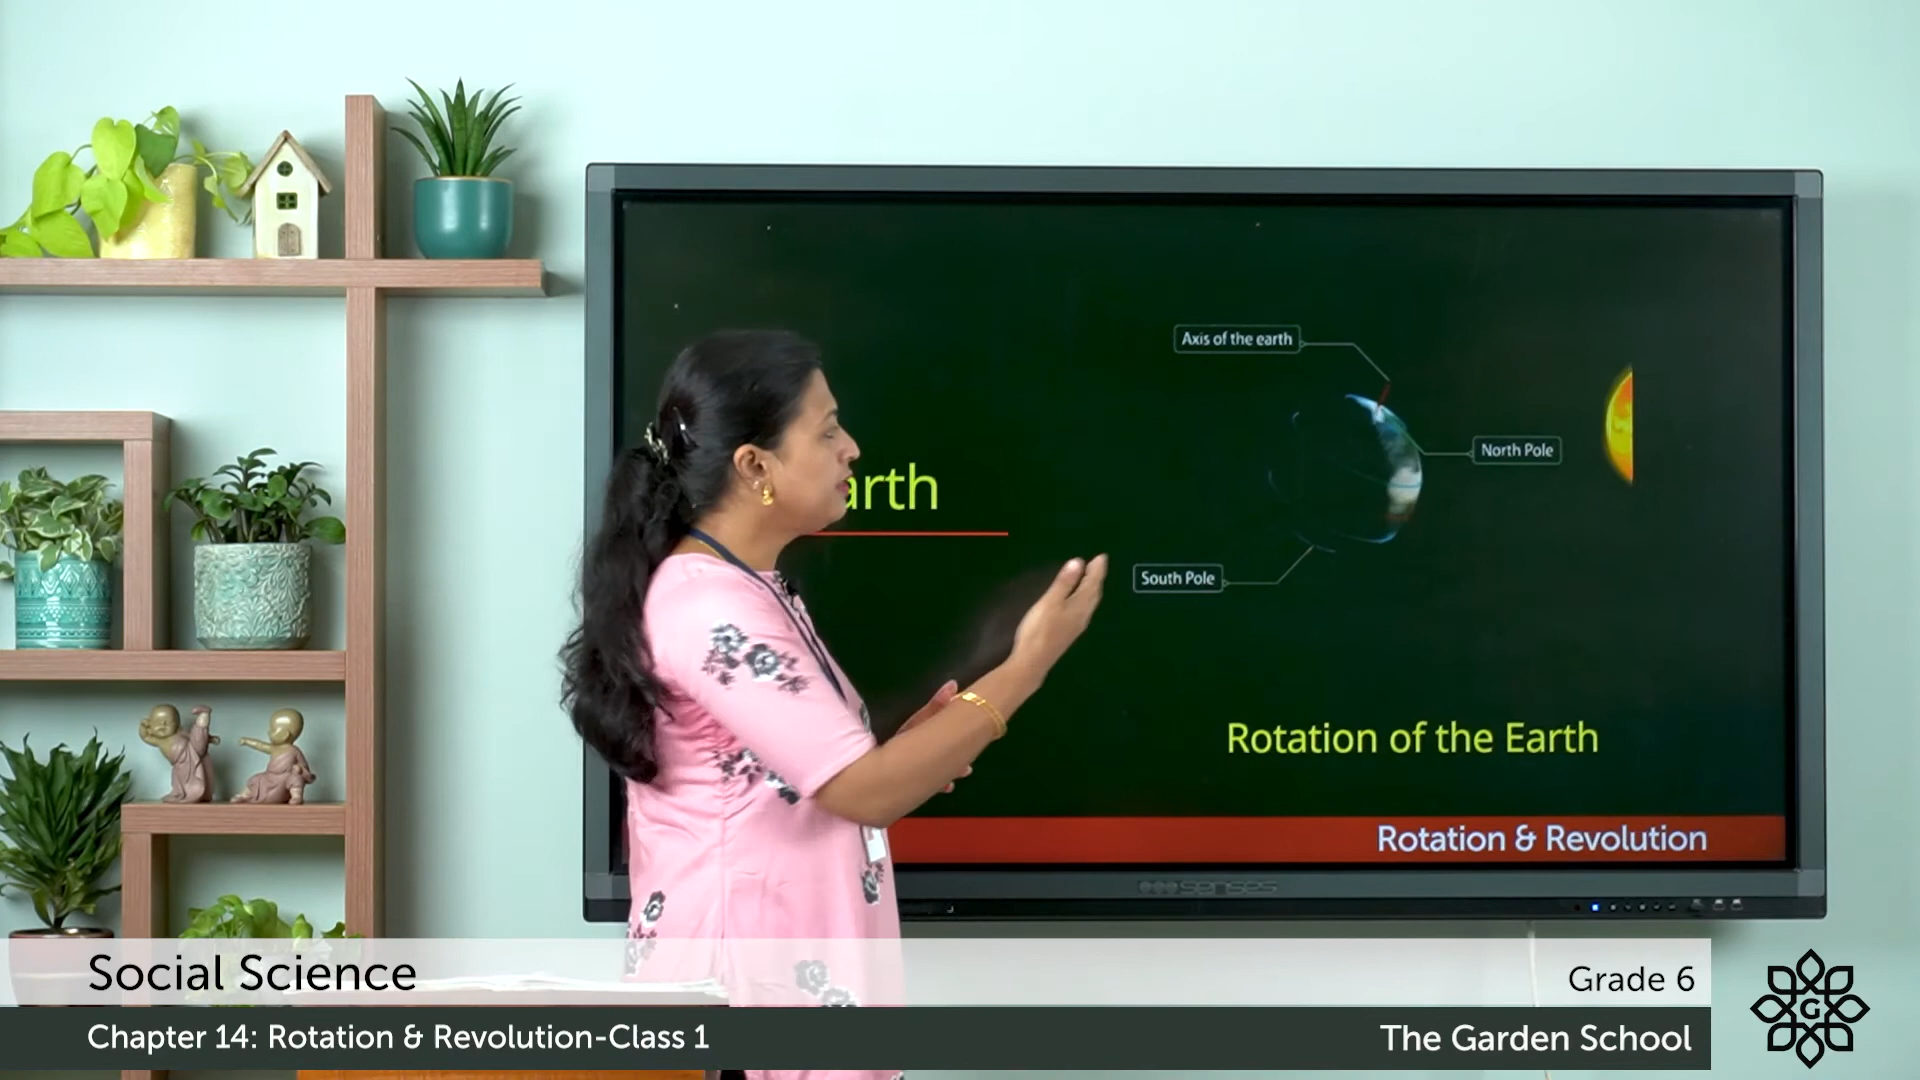 Axis of the earth
North Pole
arth
South Pole
Rotation of the Earth
Rotation & Revolution
senses
Social Science
Grade 6
Chapter 14: Rotation & Revolution-Class 1
The Garden School
G